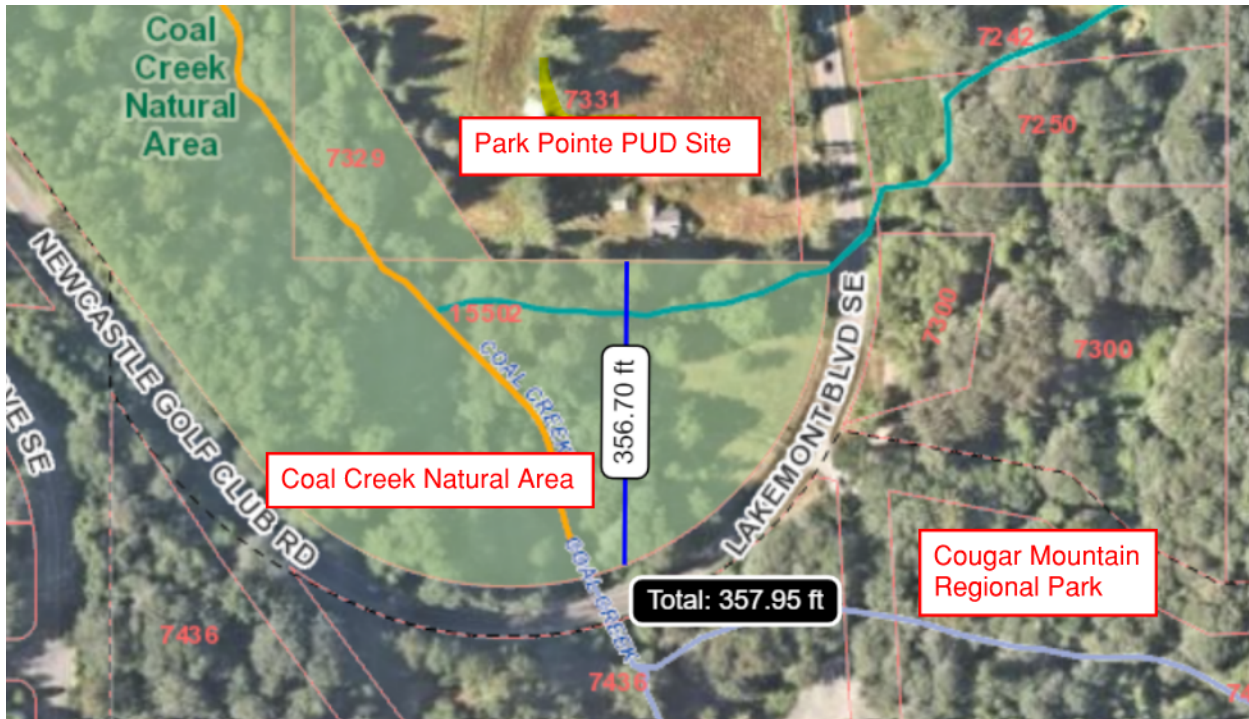 Coal
Creek
Natural
Area
7242
7331
7250
Park Pointe PUD Site
7329
NEWCASTLE GOLF CLUB RD
15502
7300
7300
COAL CREEK
356.70 ft
LAKEMONT BLVD SE
Coal Creek Natural Area
COAL CREEK
Cougar Mountain
Regional Park
Total: 357.95 ft
7436
7436